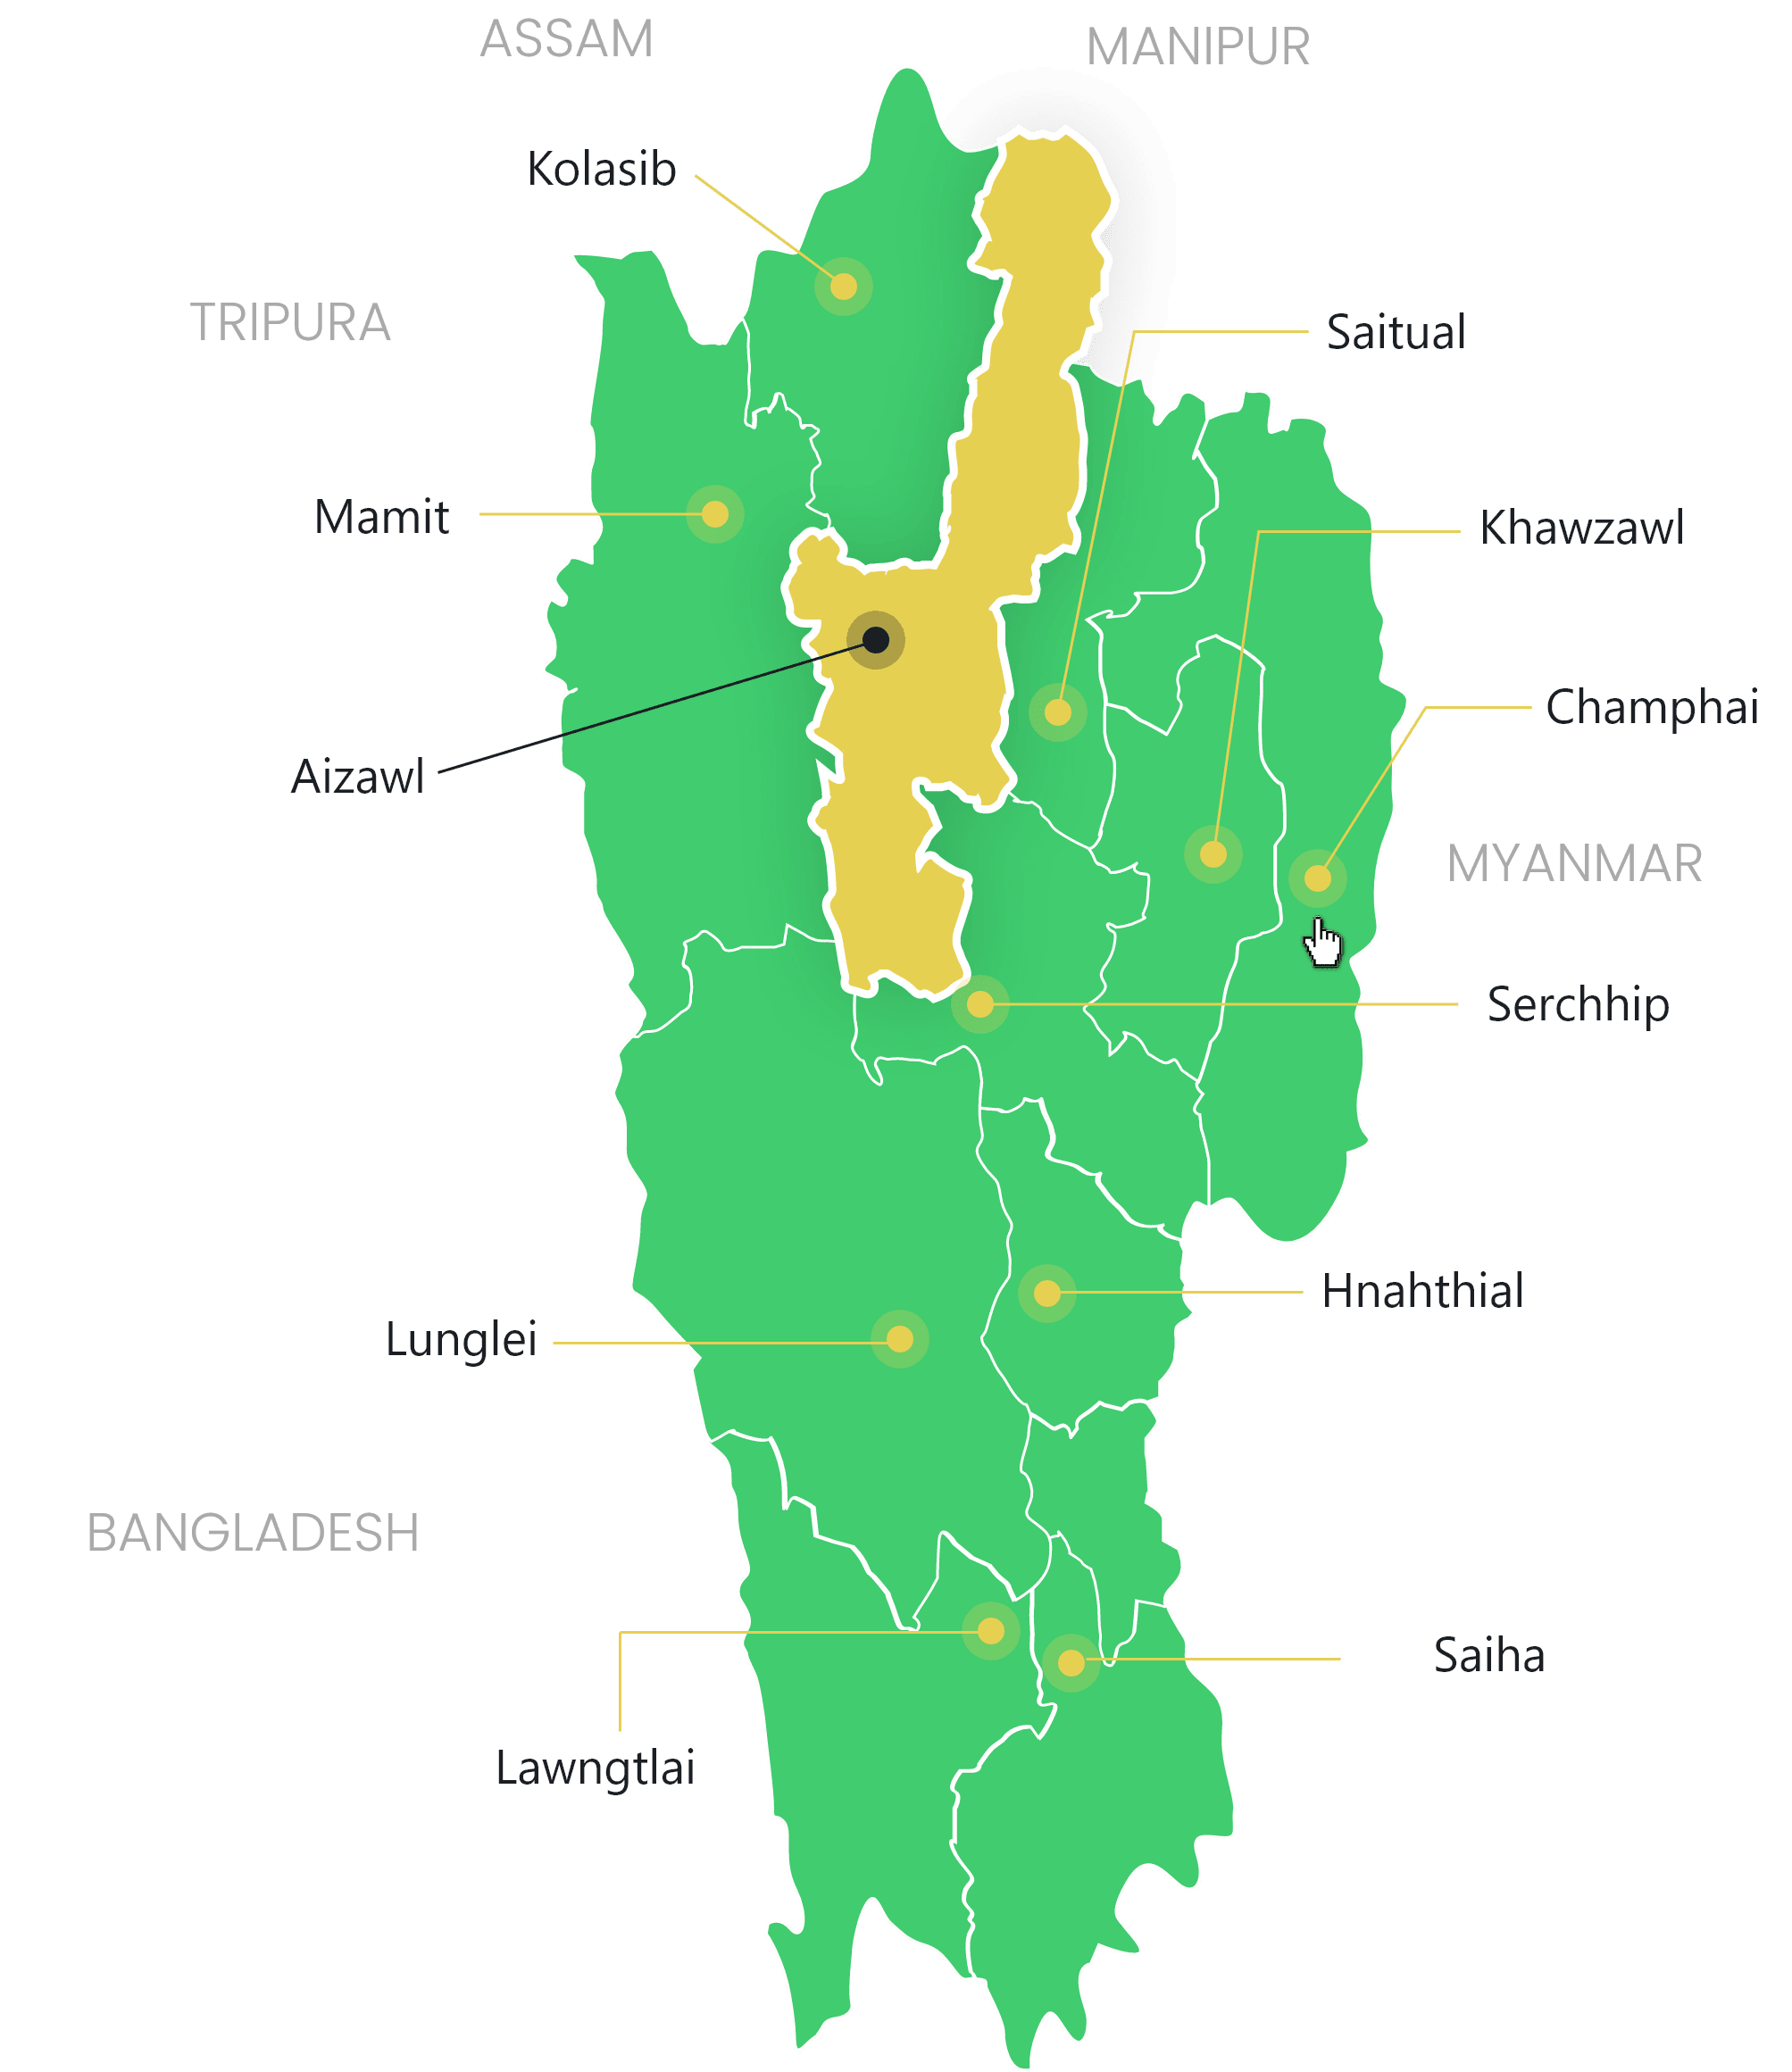 ASSAM
MANIPUR
Kolasib
TRIPURA
Saitual
Mamit
Khawzawl
Champhai
Aizawl
MYANMAR
Serchhip
Hnahthial
Lunglei
BANGLADESH
Saiha
Lawngtlai